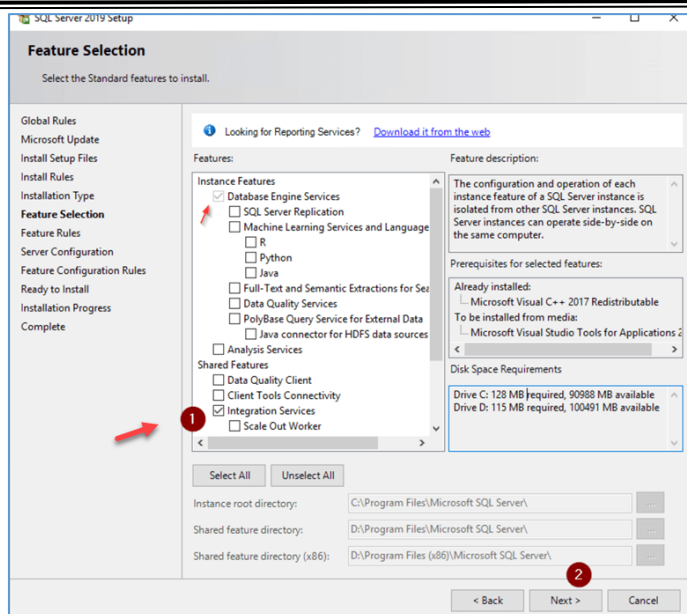 SQL Server 2019 Setup
Feature Selection
Select the Standard features to install.
Global Rules
Microsoft Update
Install Setup Files
Install Rules
Installation Type
Feature Selection
Feature Rules
Server Configuration
Feature Configuration Rules
Ready to Install
Installation Progress
Complete
Looking for Reporting Services? Download it from the web
Features:
Instance Features
Database Engine Services
SQL Server Replication
Machine Learning Services and Language
R
Python
Java
Full-Text and Semantic Extractions for Sea
Data Quality Services
PolyBase Query Service for External Data
Java connector for HDFS data sources
Analysis Services
Shared Features
Data Quality Client
Client Tools Connectivity
1
Integration Services
Scale Out Worker
Feature description:
The configuration and operation of each
instance feature of a SQL Server instance is
isolated from other SQL Server instances. SQL
Server instances can operate side-by-side on
the same computer.
Prerequisites for selected features:
Already installed:
Microsoft Visual C++ 2017 Redistributable
To be installed from media:
Microsoft Visual Studio Tools for Applications 2
Disk Space Requirements
Drive C: 128 MB required, 90988 MB available
Drive D: 115 MB required, 100491 MB available
Select All
Unselect All
Instance root directory: C:\Program Files\Microsoft SQL Server\ ...
Shared feature directory: D:\Program Files\Microsoft SQL Server\ ...
Shared feature directory (x86): D:\Program Files (x86)\Microsoft SQL Server\ ...
2
< Back
Next >
Cancel